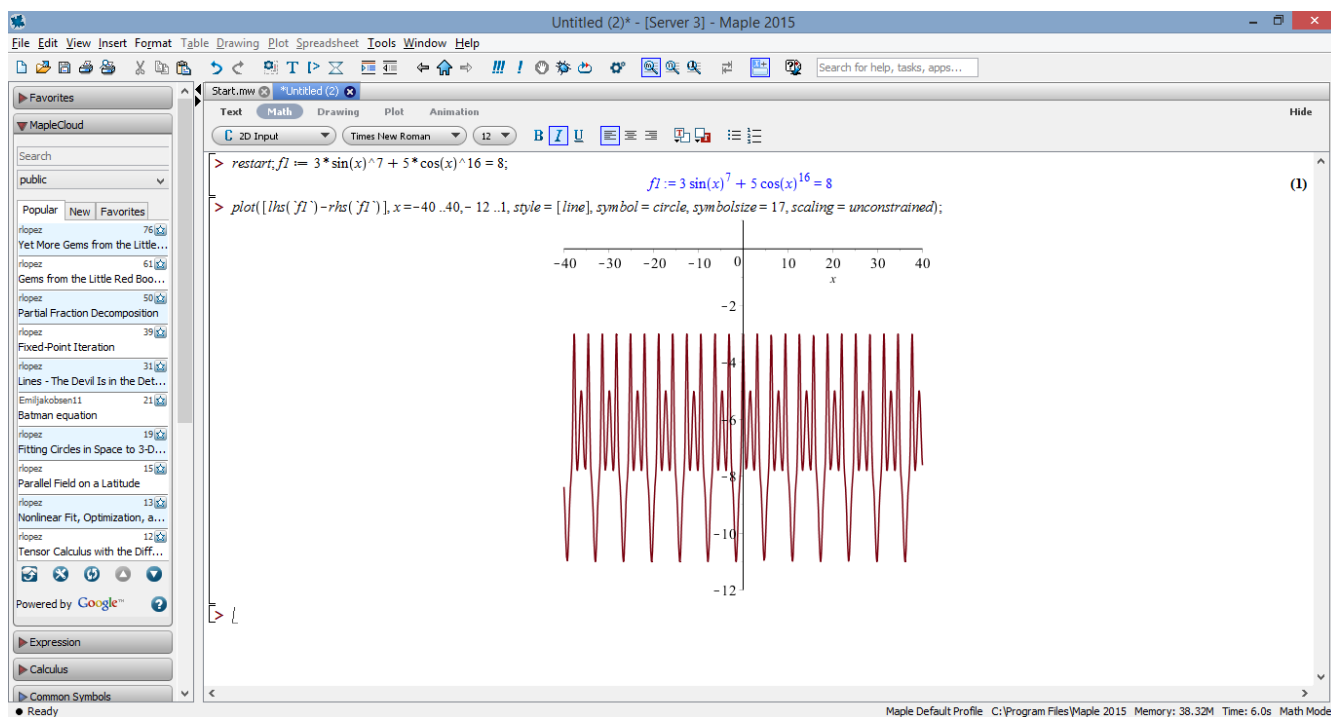 Untitled (2)* - [Server 3] - Maple 2015
File Edit View Insert Format Table Drawing Plot Spreadsheet Tools Window Help
Search for help, tasks, apps...
Favorites
MapleCloud
Search
public
Popular New Favorites
rlopez 76
Yet More Gems from the Little...
rlopez 61
Gems from the Little Red Boo...
rlopez 50
Partial Fraction Decomposition
rlopez 39
Fixed-Point Iteration
rlopez 31
Lines - The Devil Is in the Det...
Emiljakobsen11 21
Batman equation
rlopez 19
Fitting Circles in Space to 3-D...
rlopez 15
Parallel Field on a Latitude
rlopez 13
Nonlinear Fit, Optimization, a...
rlopez 12
Tensor Calculus with the Diff...
Powered by Google™
Expression
Calculus
Common Symbols
Start.mw *Untitled (2)
Text Math Drawing Plot Animation Hide
C 2D Input Times New Roman 12 B I U
> restart; f1 := 3*sin(x)^7 + 5*cos(x)^16 = 8;
f1 := 3 sin(x)^7 + 5 cos(x)^16 = 8 (1)
> plot([lhs(`f1`)-rhs(`f1`)], x=-40 ..40,- 12 ..1, style = [line], symbol = circle, symbolsize = 17, scaling = unconstrained);
-40 -30 -20 -10 0 10 20 30 40
x
-2
-4
-6
-8
-10
-12
>
Ready
Maple Default Profile C:\Program Files\Maple 2015 Memory: 38.32M Time: 6.0s Math Mode